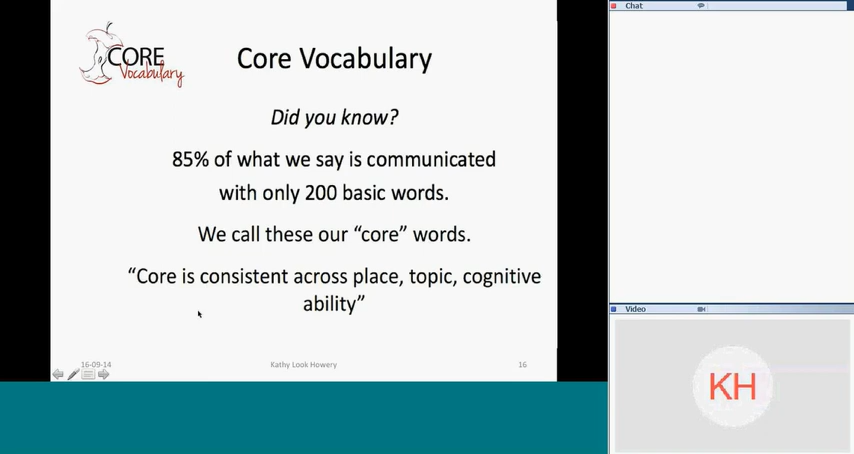 CORE
Vocabulary
Core Vocabulary
Did you know?
85% of what we say is communicated
with only 200 basic words.
We call these our “core” words.
“Core is consistent across place, topic, cognitive
ability”
16-09-14
Kathy Look Howery
16
Chat
Video
KH